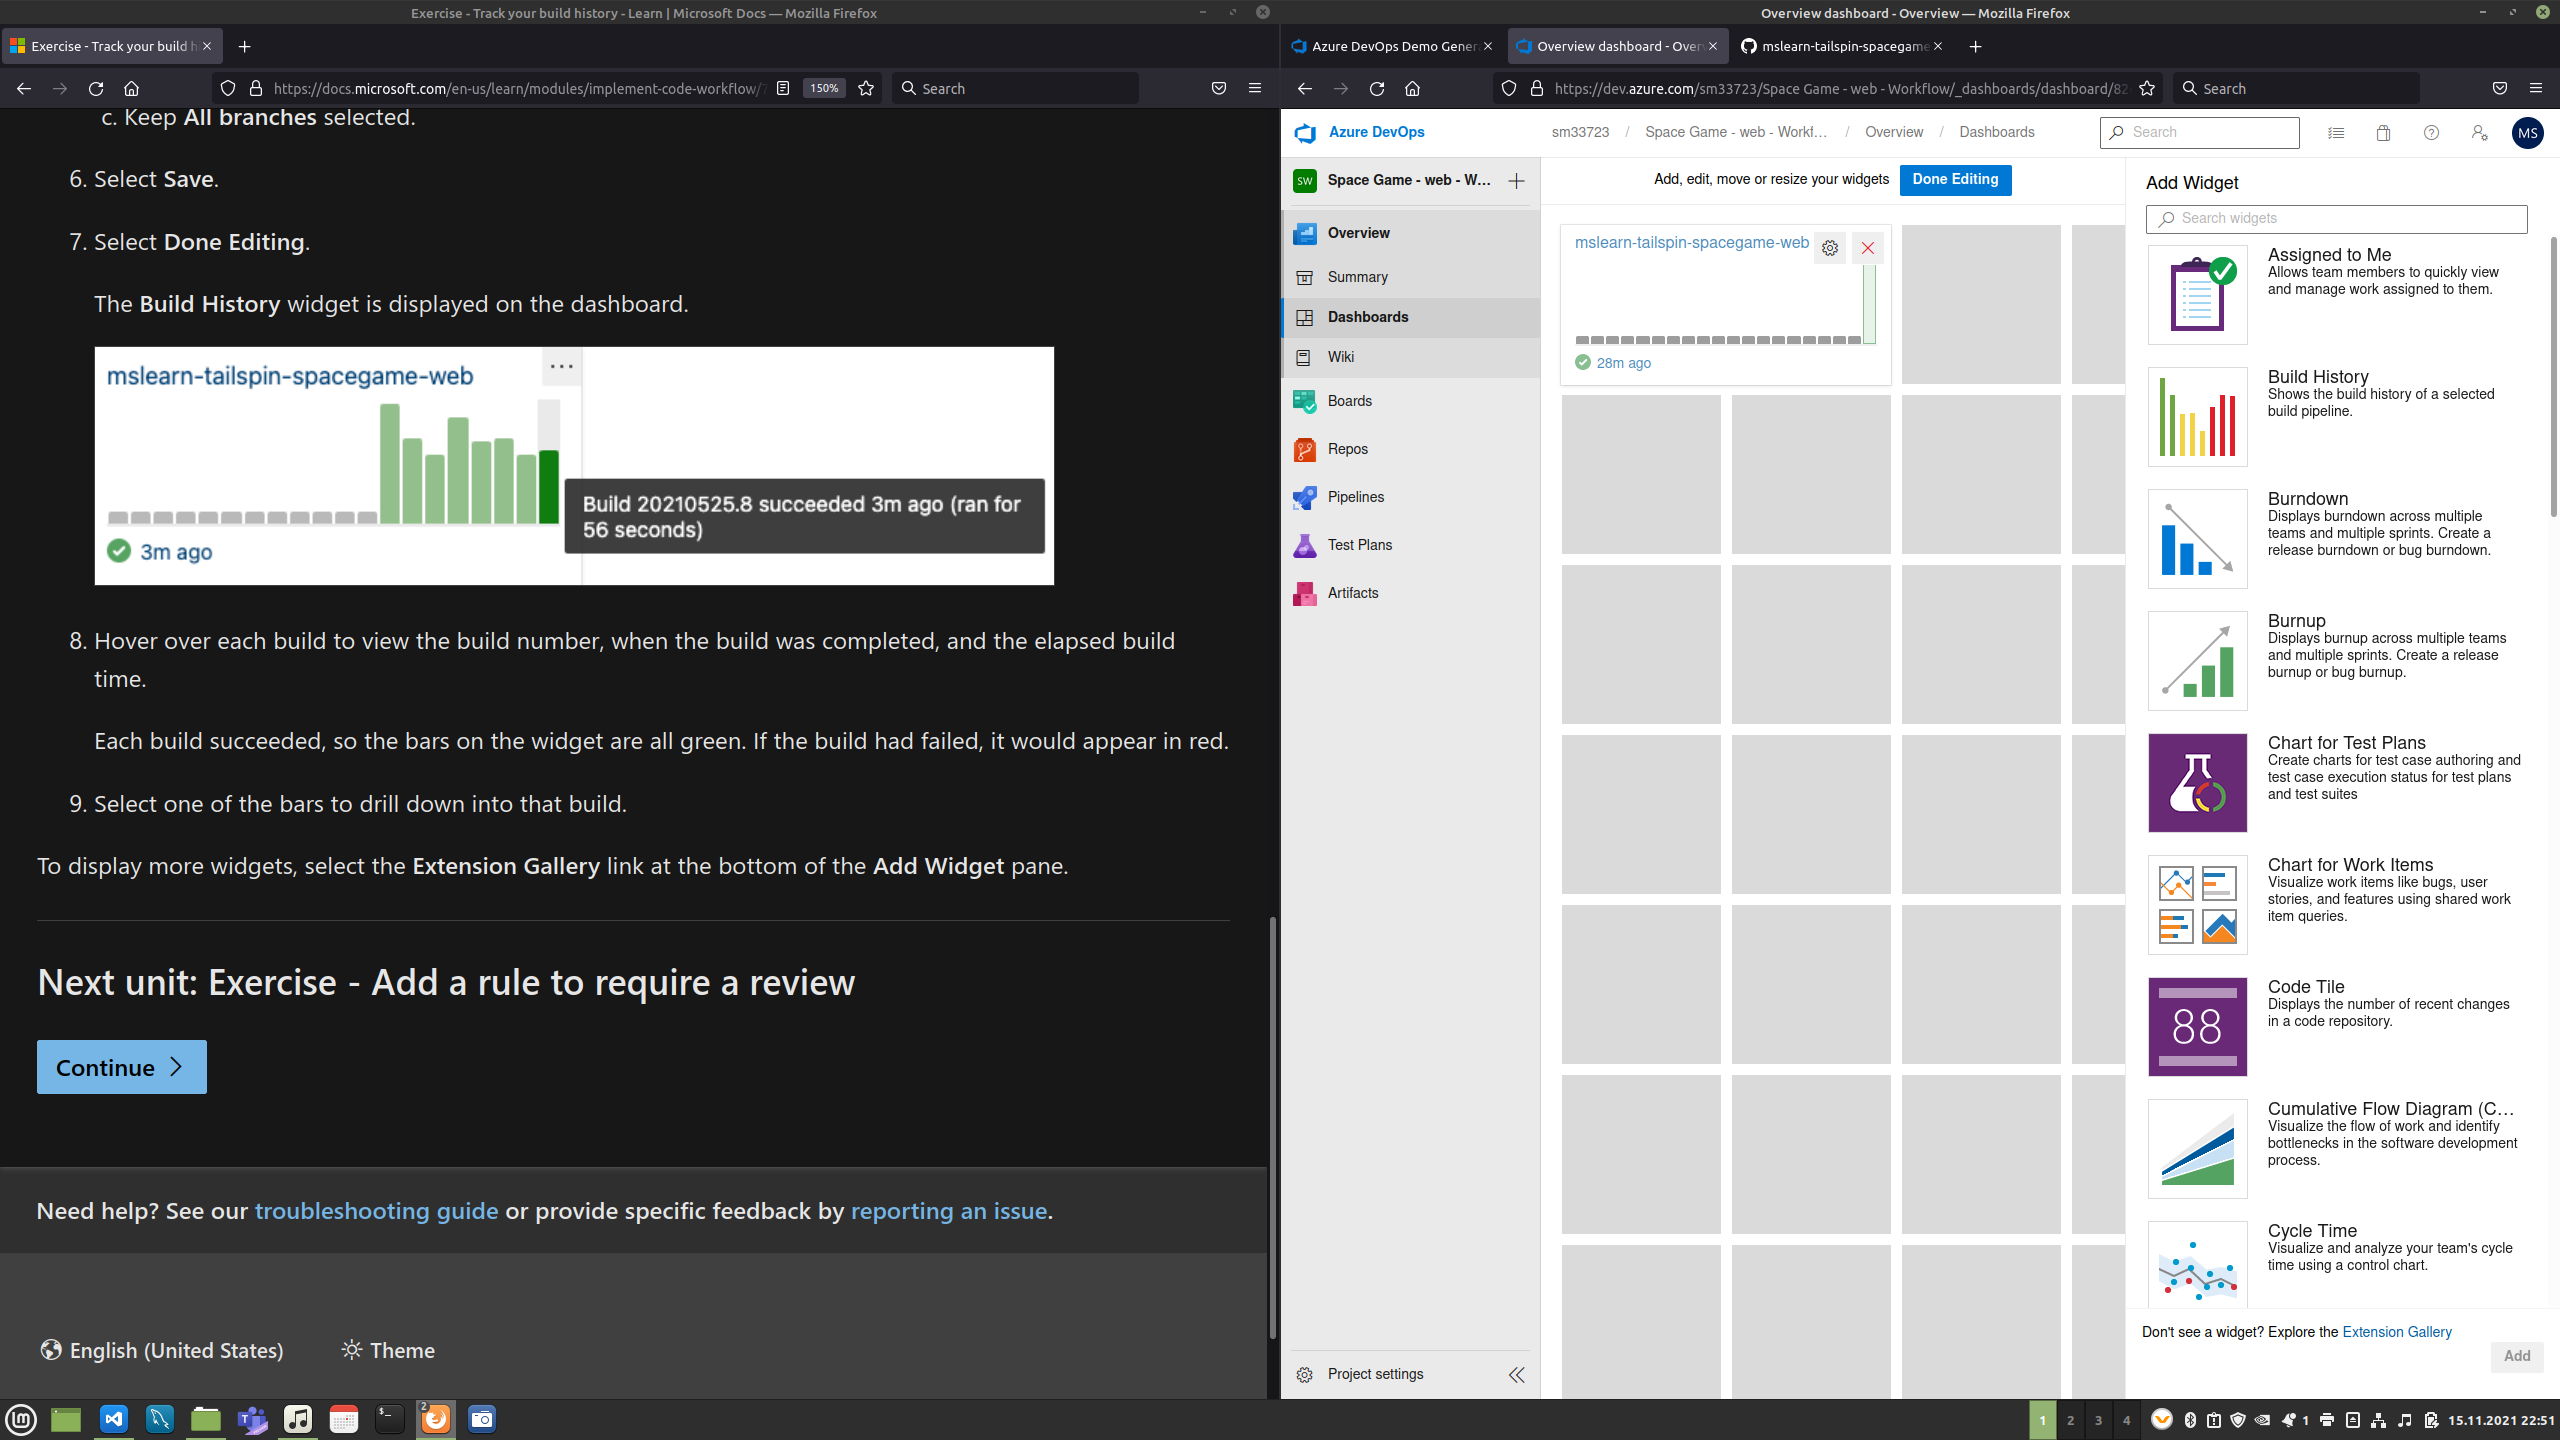 Exercise - Track your build history - Learn | Microsoft Docs — Mozilla Firefox
Exercise - Track your build h
https://docs.microsoft.com/en-us/learn/modules/implement-code-workflow/7
150%
Search
c. Keep All branches selected.
6. Select Save.
7. Select Done Editing.
The Build History widget is displayed on the dashboard.
mslearn-tailspin-spacegame-web
...
Build 20210525.8 succeeded 3m ago (ran for
56 seconds)
3m ago
8. Hover over each build to view the build number, when the build was completed, and the elapsed build
time.
Each build succeeded, so the bars on the widget are all green. If the build had failed, it would appear in red.
9. Select one of the bars to drill down into that build.
To display more widgets, select the Extension Gallery link at the bottom of the Add Widget pane.
Next unit: Exercise - Add a rule to require a review
Continue
Need help? See our troubleshooting guide or provide specific feedback by reporting an issue.
English (United States)
Theme
Overview dashboard - Overview — Mozilla Firefox
Azure DevOps Demo Gener
Overview dashboard - Over
mslearn-tailspin-spacegame
https://dev.azure.com/sm33723/Space Game - web - Workflow/_dashboards/dashboard/82
Search
Azure DevOps
sm33723 / Space Game - web - Workf... / Overview / Dashboards
Search
MS
SW
Space Game - web - W...
Overview
Summary
Dashboards
Wiki
Boards
Repos
Pipelines
Test Plans
Artifacts
Project settings
Add, edit, move or resize your widgets
Done Editing
mslearn-tailspin-spacegame-web
28m ago
Add Widget
Search widgets
Assigned to Me
Allows team members to quickly view
and manage work assigned to them.
Build History
Shows the build history of a selected
build pipeline.
Burndown
Displays burndown across multiple
teams and multiple sprints. Create a
release burndown or bug burndown.
Burnup
Displays burnup across multiple teams
and multiple sprints. Create a release
burnup or bug burnup.
Chart for Test Plans
Create charts for test case authoring and
test case execution status for test plans
and test suites
Chart for Work Items
Visualize work items like bugs, user
stories, and features using shared work
item queries.
88
Code Tile
Displays the number of recent changes
in a code repository.
Cumulative Flow Diagram (C...
Visualize the flow of work and identify
bottlenecks in the software development
process.
Cycle Time
Visualize and analyze your team's cycle
time using a control chart.
Don't see a widget? Explore the Extension Gallery
Add
2
1
2
3
4
1
15.11.2021 22:51